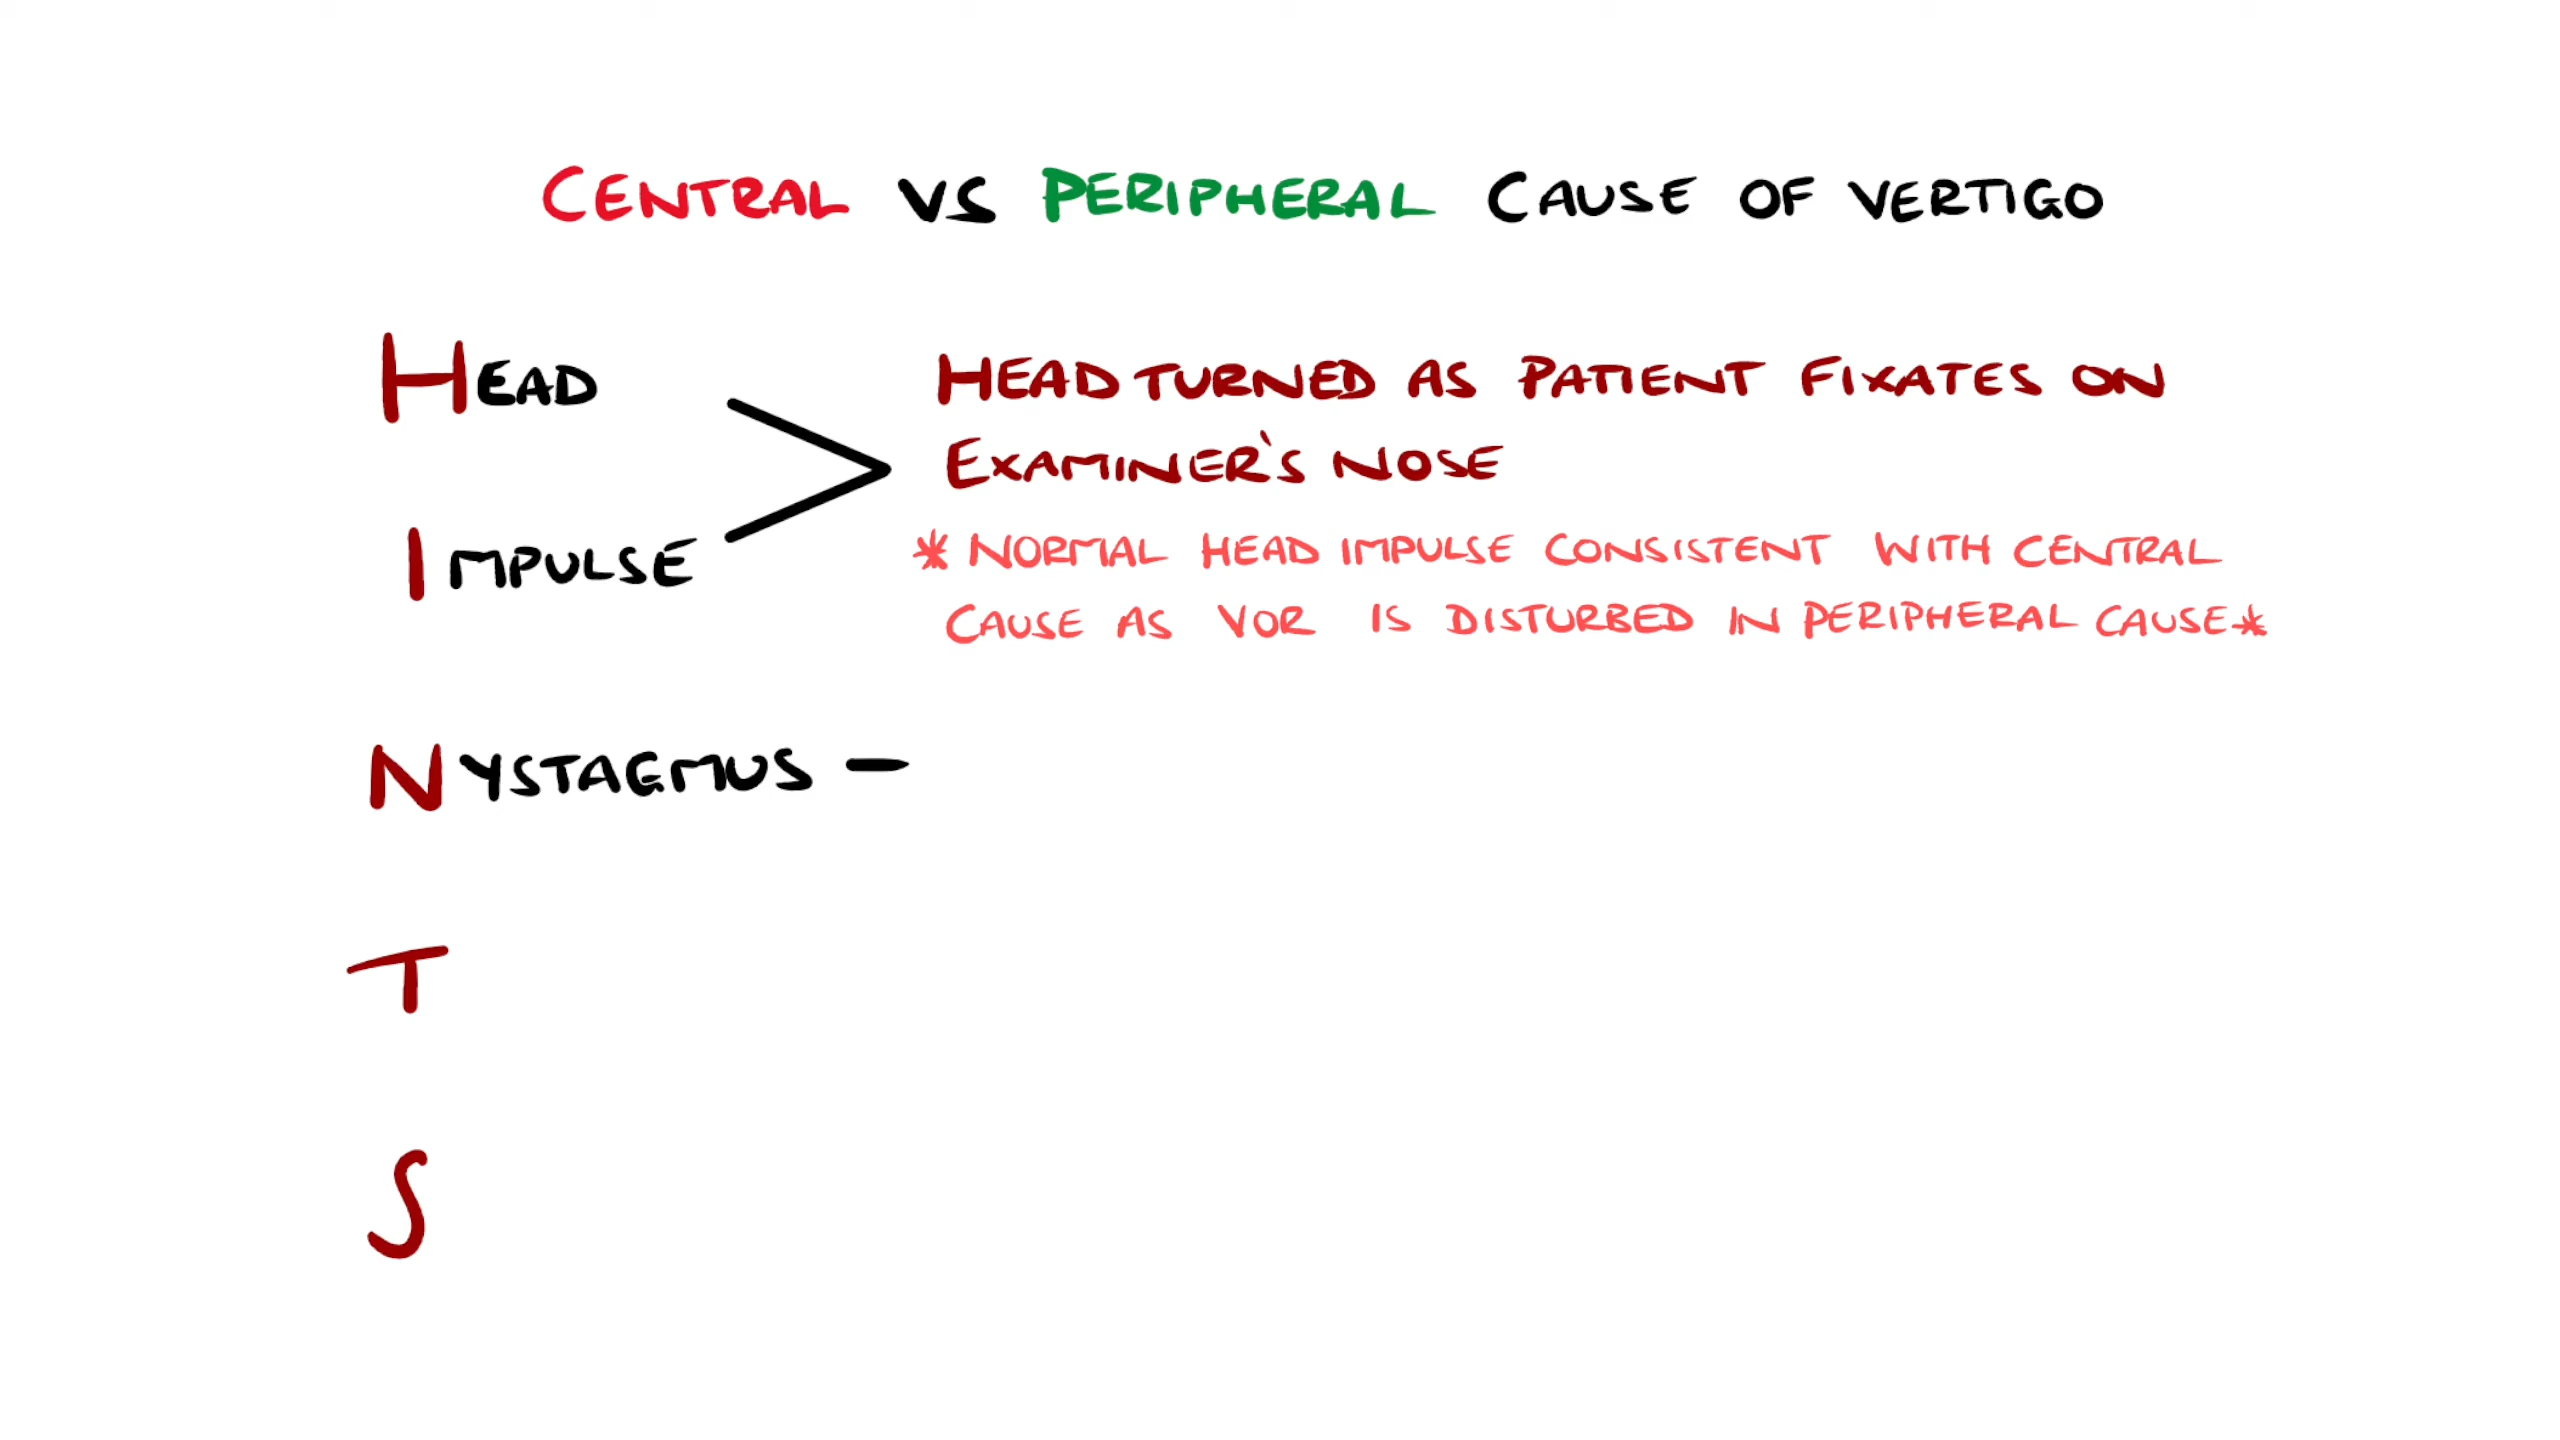 CENTRAL VS PERIPHERAL CAUSE OF VERTIGO
HEAD
HEAD TURNED AS PATIENT FIXATES ON
EXAMINER'S NOSE
IMPULSE
* NORMAL HEAD IMPULSE CONSISTENT WITH CENTRAL
CAUSE AS VOR IS DISTURBED IN PERIPHERAL CAUSE*
NYSTAGMUS -
T
S